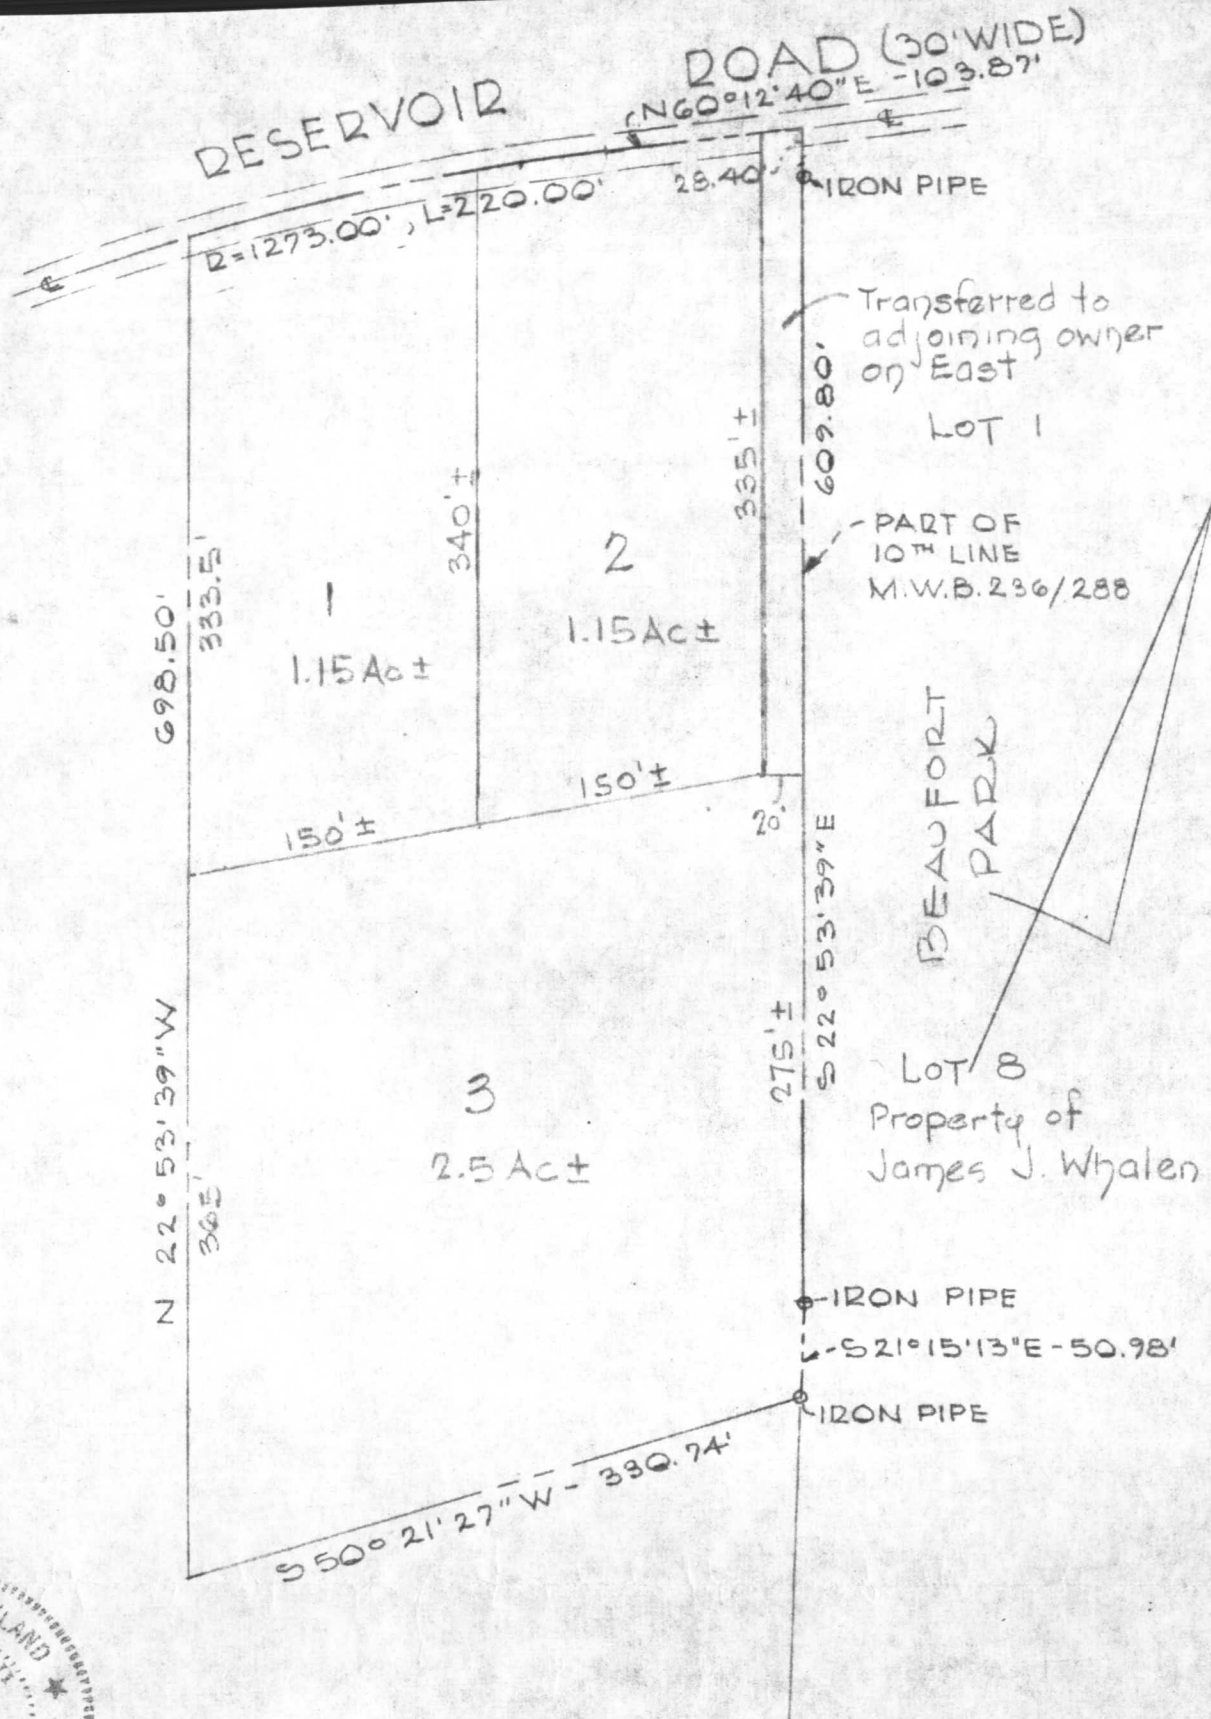 RESERVOIR ROAD (30' WIDE)
N60°12'40"E - 103.87'
℄
℄
R=1273.00', L=220.00'
28.40'
IRON PIPE
Transferred to
adjoining owner
on East
LOT 1
609.80'
335'±
340'±
PART OF
10TH LINE
M.W.B. 236/288
1
1.15 Ac±
2
1.15 Ac±
698.50'
333.5'
150'±
150'±
20'
BEAUFORT
PARK
S 22° 53' 39" E
275'±
N 22° 53' 39" W
365'
3
2.5 Ac±
LOT 8
Property of
James J. Whalen
IRON PIPE
S21°15'13"E - 50.98'
IRON PIPE
S 50° 21' 27" W - 330.74'